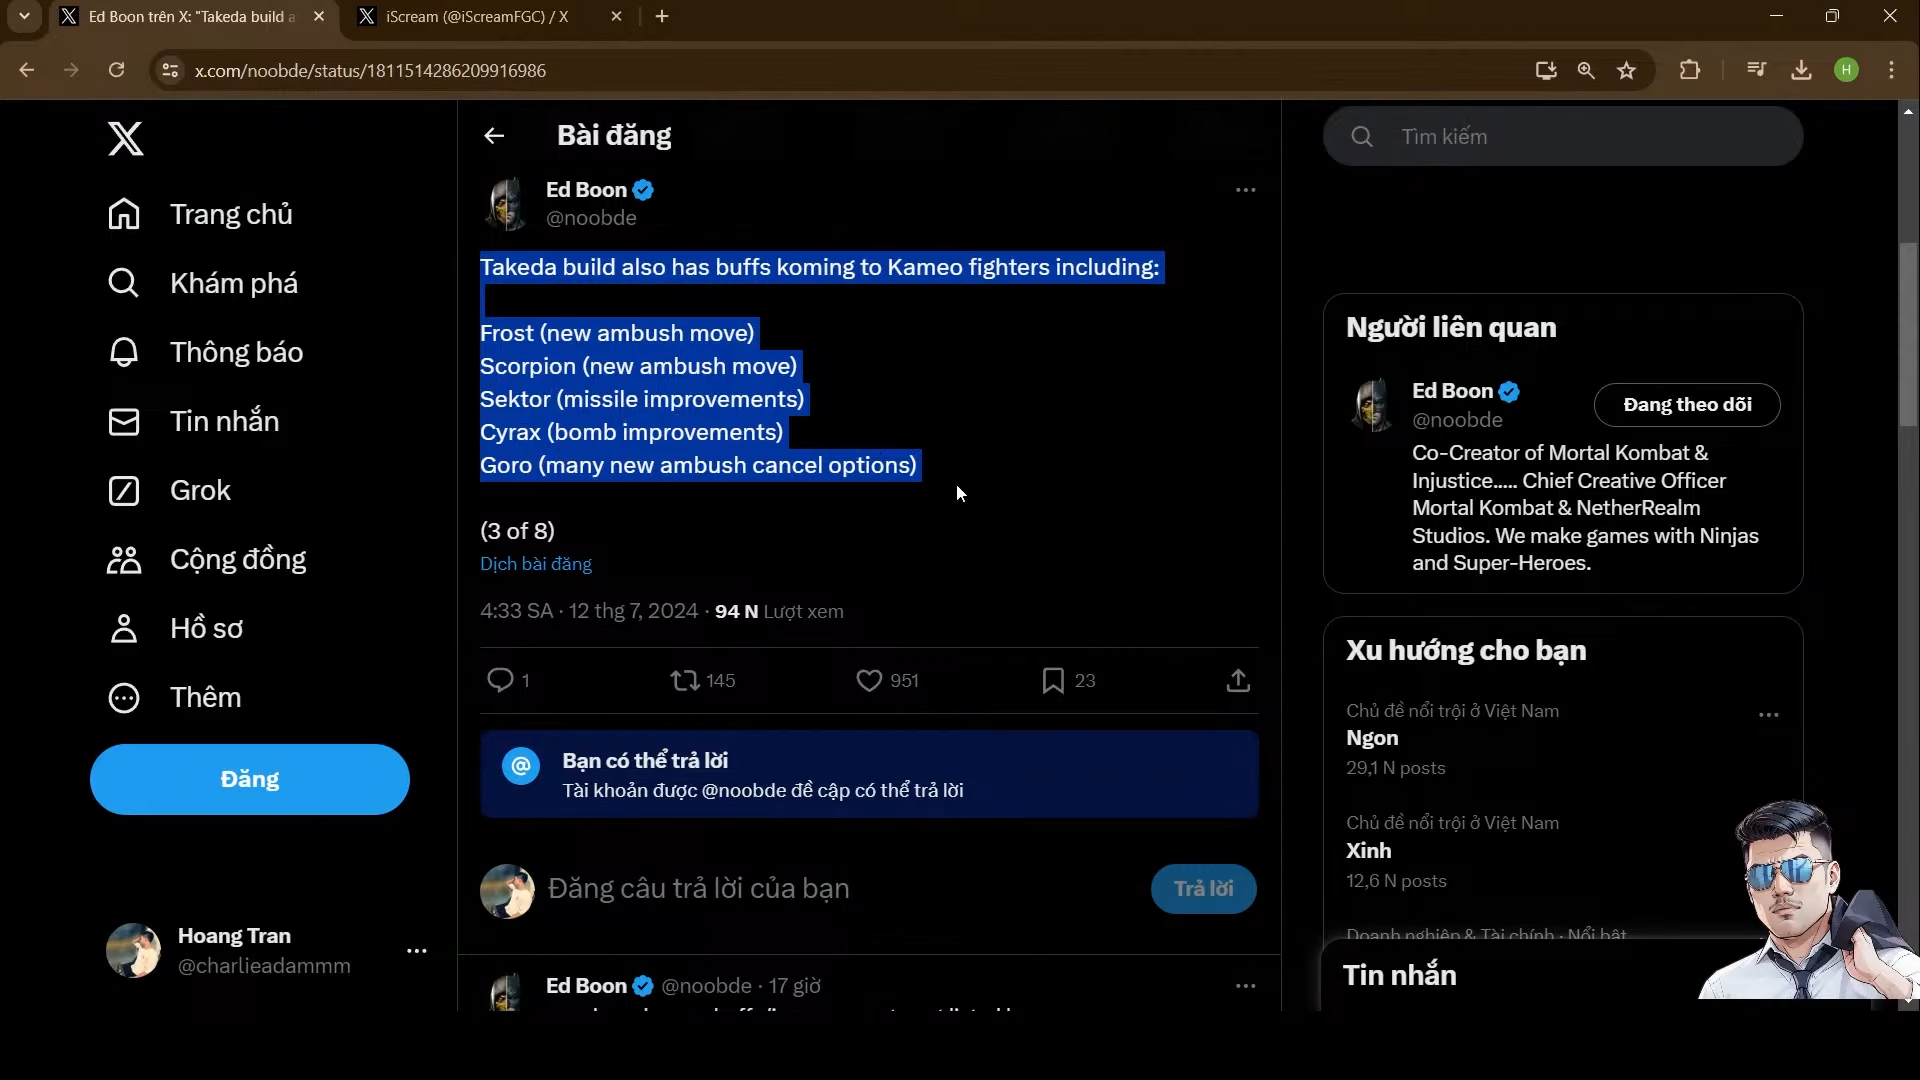 Ed Boon trên X: "Takeda build a
iScream (@iScreamFGC) / X
x.com/noobde/status/1811514286209916986
H
Trang chủ
Khám phá
Thông báo
Tin nhắn
Grok
Cộng đồng
Hồ sơ
Thêm
Đăng
Hoang Tran
@charlieadammm
Bài đăng
Ed Boon
@noobde
Takeda build also has buffs koming to Kameo fighters including:
Frost (new ambush move)
Scorpion (new ambush move)
Sektor (missile improvements)
Cyrax (bomb improvements)
Goro (many new ambush cancel options)
(3 of 8)
Dịch bài đăng
4:33 SA · 12 thg 7, 2024 · 94 N Lượt xem
1 145 951 23
@
Bạn có thể trả lời
Tài khoản được @noobde đề cập có thể trả lời
Đăng câu trả lời của bạn
Trả lời
Ed Boon @noobde · 17 giờ
Tìm kiếm
Người liên quan
Ed Boon
@noobde
Đang theo dõi
Co-Creator of Mortal Kombat &
Injustice..... Chief Creative Officer
Mortal Kombat & NetherRealm
Studios. We make games with Ninjas
and Super-Heroes.
Xu hướng cho bạn
Chủ đề nổi trội ở Việt Nam
Ngon
29,1 N posts
Chủ đề nổi trội ở Việt Nam
Xinh
12,6 N posts
Doanh nghiệp & Tài chính · Nổi bật
Tin nhắn